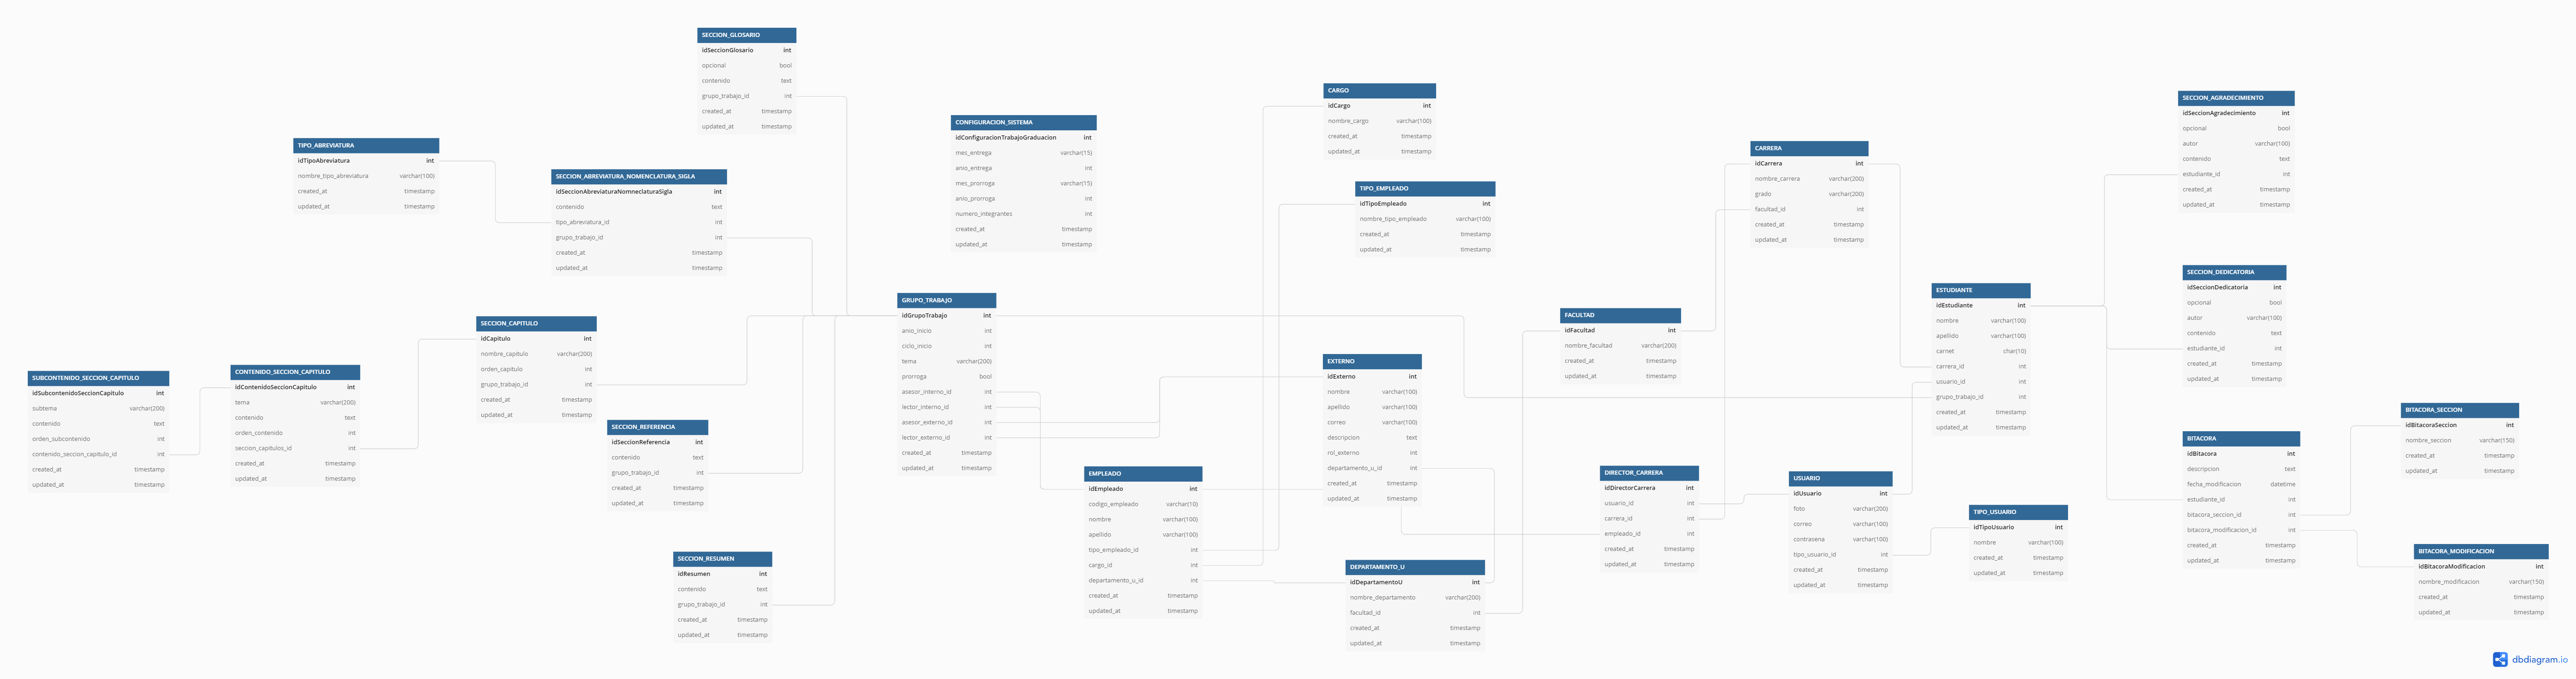 SECCION_GLOSARIO
idSeccionGlosario int
opcional bool
contenido text
grupo_trabajo_id int
created_at timestamp
updated_at timestamp
TIPO_ABREVIATURA
idTipoAbreviatura int
nombre_tipo_abreviatura varchar(100)
created_at timestamp
updated_at timestamp
SECCION_ABREVIATURA_NOMENCLATURA_SIGLA
idSeccionAbreviaturaNomneclaturaSigla int
contenido text
tipo_abreviatura_id int
grupo_trabajo_id int
created_at timestamp
updated_at timestamp
CONFIGURACION_SISTEMA
idConfiguracionTrabajoGraduacion int
mes_entrega varchar(15)
anio_entrega int
mes_prorroga varchar(15)
anio_prorroga int
numero_integrantes int
created_at timestamp
updated_at timestamp
CARGO
idCargo int
nombre_cargo varchar(100)
created_at timestamp
updated_at timestamp
TIPO_EMPLEADO
idTipoEmpleado int
nombre_tipo_empleado varchar(100)
created_at timestamp
updated_at timestamp
CARRERA
idCarrera int
nombre_carrera varchar(200)
grado varchar(200)
facultad_id int
created_at timestamp
updated_at timestamp
SECCION_AGRADECIMIENTO
idSeccionAgradecimiento int
opcional bool
autor varchar(100)
contenido text
estudiante_id int
created_at timestamp
updated_at timestamp
SECCION_DEDICATORIA
idSeccionDedicatoria int
opcional bool
autor varchar(100)
contenido text
estudiante_id int
created_at timestamp
updated_at timestamp
ESTUDIANTE
idEstudiante int
nombre varchar(100)
apellido varchar(100)
carnet char(10)
carrera_id int
usuario_id int
grupo_trabajo_id int
created_at timestamp
updated_at timestamp
GRUPO_TRABAJO
idGrupoTrabajo int
anio_inicio int
ciclo_inicio int
tema varchar(200)
prorroga bool
asesor_interno_id int
lector_interno_id int
asesor_externo_id int
lector_externo_id int
created_at timestamp
updated_at timestamp
FACULTAD
idFacultad int
nombre_facultad varchar(200)
created_at timestamp
updated_at timestamp
SECCION_CAPITULO
idCapitulo int
nombre_capitulo varchar(200)
orden_capitulo int
grupo_trabajo_id int
created_at timestamp
updated_at timestamp
EXTERNO
idExterno int
nombre varchar(100)
apellido varchar(100)
correo varchar(100)
descripcion text
rol_externo int
departamento_u_id int
created_at timestamp
updated_at timestamp
SUBCONTENIDO_SECCION_CAPITULO
idSubcontenidoSeccionCapitulo int
subtema varchar(200)
contenido text
orden_subcontenido int
contenido_seccion_capitulo_id int
created_at timestamp
updated_at timestamp
CONTENIDO_SECCION_CAPITULO
idContenidoSeccionCapitulo int
tema varchar(200)
contenido text
orden_contenido int
seccion_capitulos_id int
created_at timestamp
updated_at timestamp
SECCION_REFERENCIA
idSeccionReferencia int
contenido text
grupo_trabajo_id int
created_at timestamp
updated_at timestamp
BITACORA_SECCION
idBitacoraSeccion int
nombre_seccion varchar(150)
created_at timestamp
updated_at timestamp
BITACORA
idBitacora int
descripcion text
fecha_modificacion datetime
estudiante_id int
bitacora_seccion_id int
bitacora_modificacion_id int
created_at timestamp
updated_at timestamp
EMPLEADO
idEmpleado int
codigo_empleado varchar(10)
nombre varchar(100)
apellido varchar(100)
tipo_empleado_id int
cargo_id int
departamento_u_id int
created_at timestamp
updated_at timestamp
DIRECTOR_CARRERA
idDirectorCarrera int
usuario_id int
carrera_id int
empleado_id int
created_at timestamp
updated_at timestamp
USUARIO
idUsuario int
foto varchar(200)
correo varchar(100)
contrasena varchar(100)
tipo_usuario_id int
created_at timestamp
updated_at timestamp
TIPO_USUARIO
idTipoUsuario int
nombre varchar(100)
created_at timestamp
updated_at timestamp
SECCION_RESUMEN
idResumen int
contenido text
grupo_trabajo_id int
created_at timestamp
updated_at timestamp
DEPARTAMENTO_U
idDepartamentoU int
nombre_departamento varchar(200)
facultad_id int
created_at timestamp
updated_at timestamp
BITACORA_MODIFICACION
idBitacoraModificacion int
nombre_modificacion varchar(150)
created_at timestamp
updated_at timestamp
dbdiagram.io